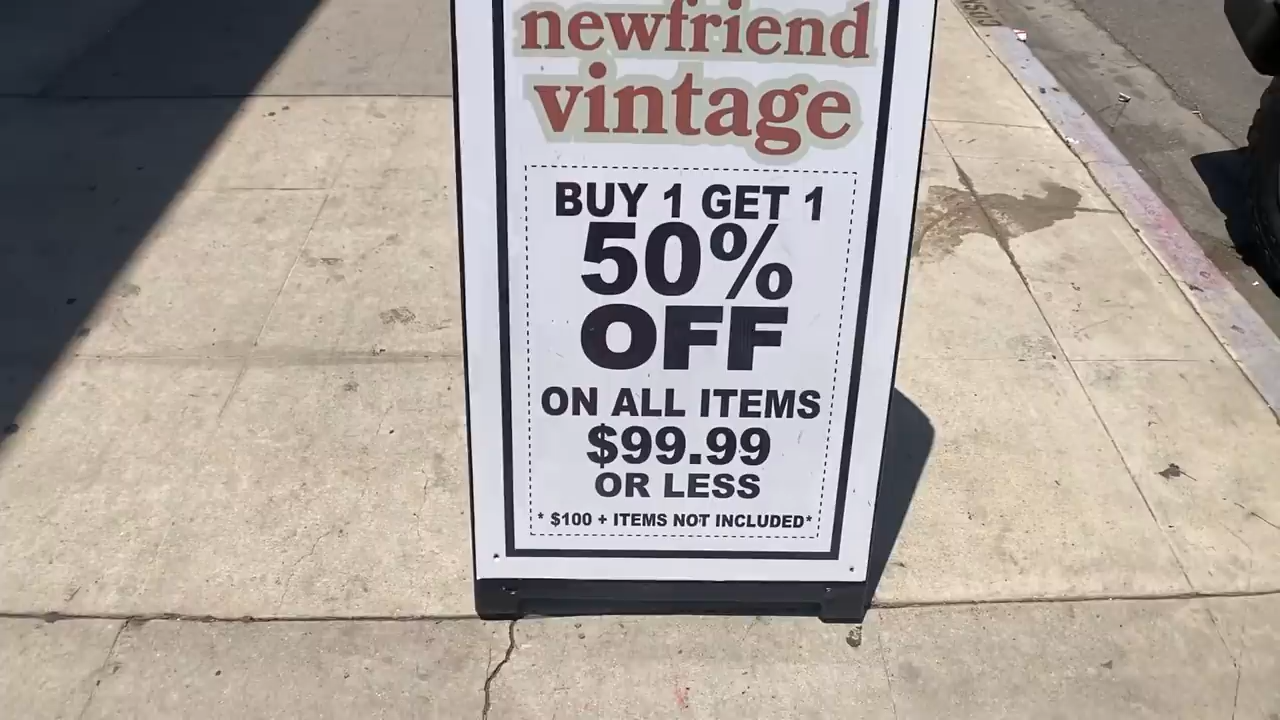 newfriend
vintage
BUY 1 GET 1
50%
OFF
ON ALL ITEMS
$99.99
OR LESS
* $100 + ITEMS NOT INCLUDED*